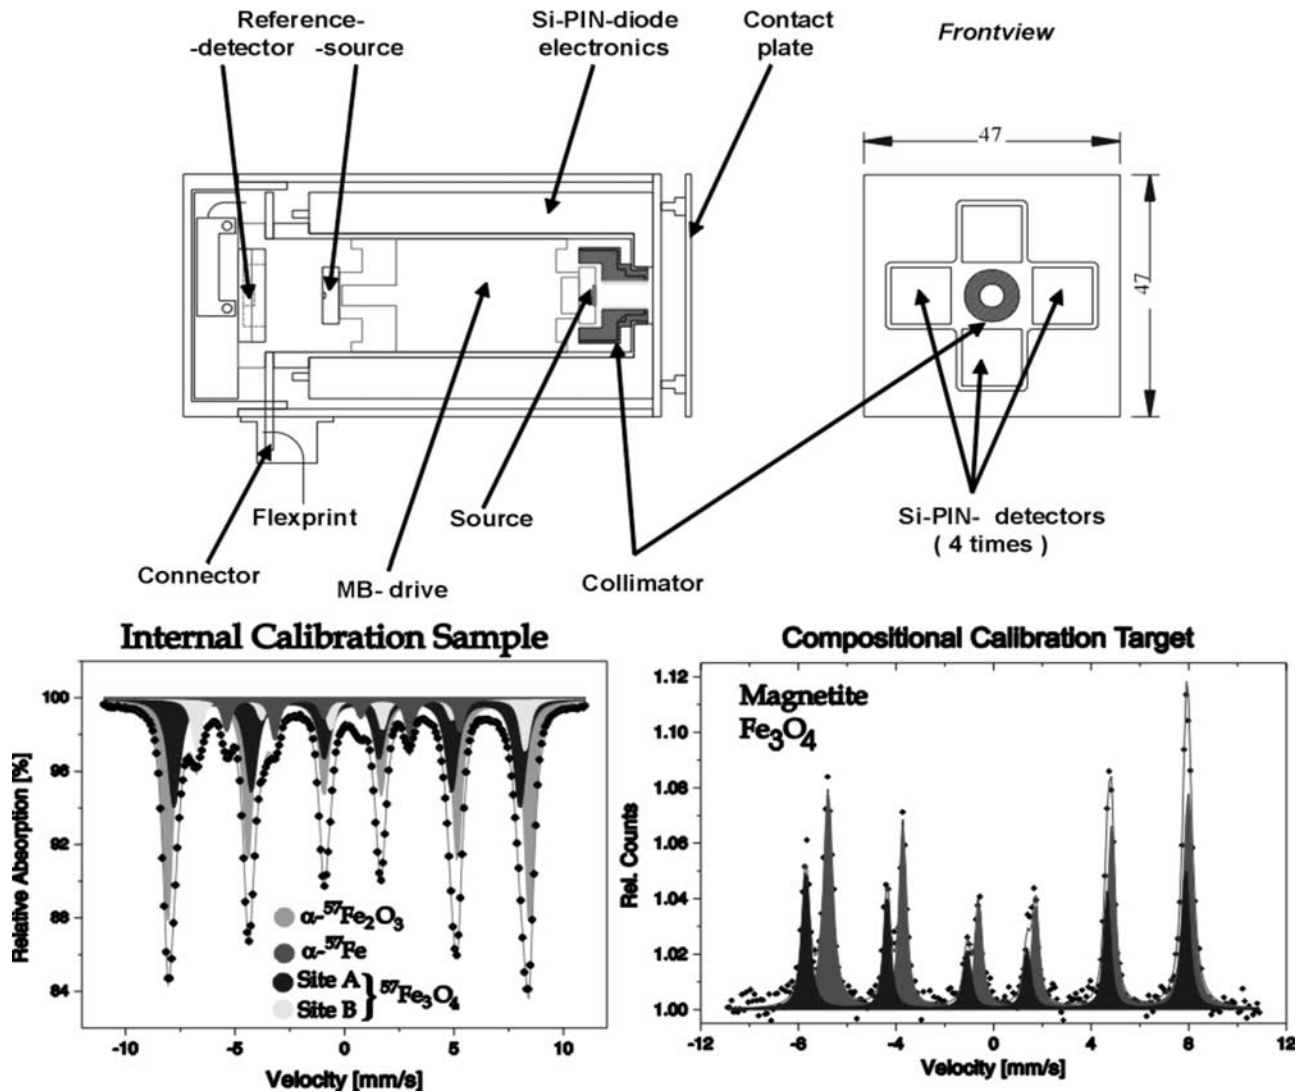 Reference-
-detector -source
Si-PIN-diode
electronics
Contact
plate
Frontview
47
47
Flexprint
Source
Si-PIN- detectors
( 4 times )
Connector
MB- drive
Collimator
Internal Calibration Sample
100
96
92
88
84
Relative Absorption [%]
α-⁵⁷Fe₂O₃
α-⁵⁷Fe
Site A
Site B
⁵⁷Fe₃O₄
-10 -5 0 5 10
Velocity [mm/s]
Compositional Calibration Target
Magnetite
Fe₃O₄
1.12
1.10
1.08
1.06
1.04
1.02
1.00
Rel. Counts
-12 -8 -4 0 4 8 12
Velocity [mm/s]